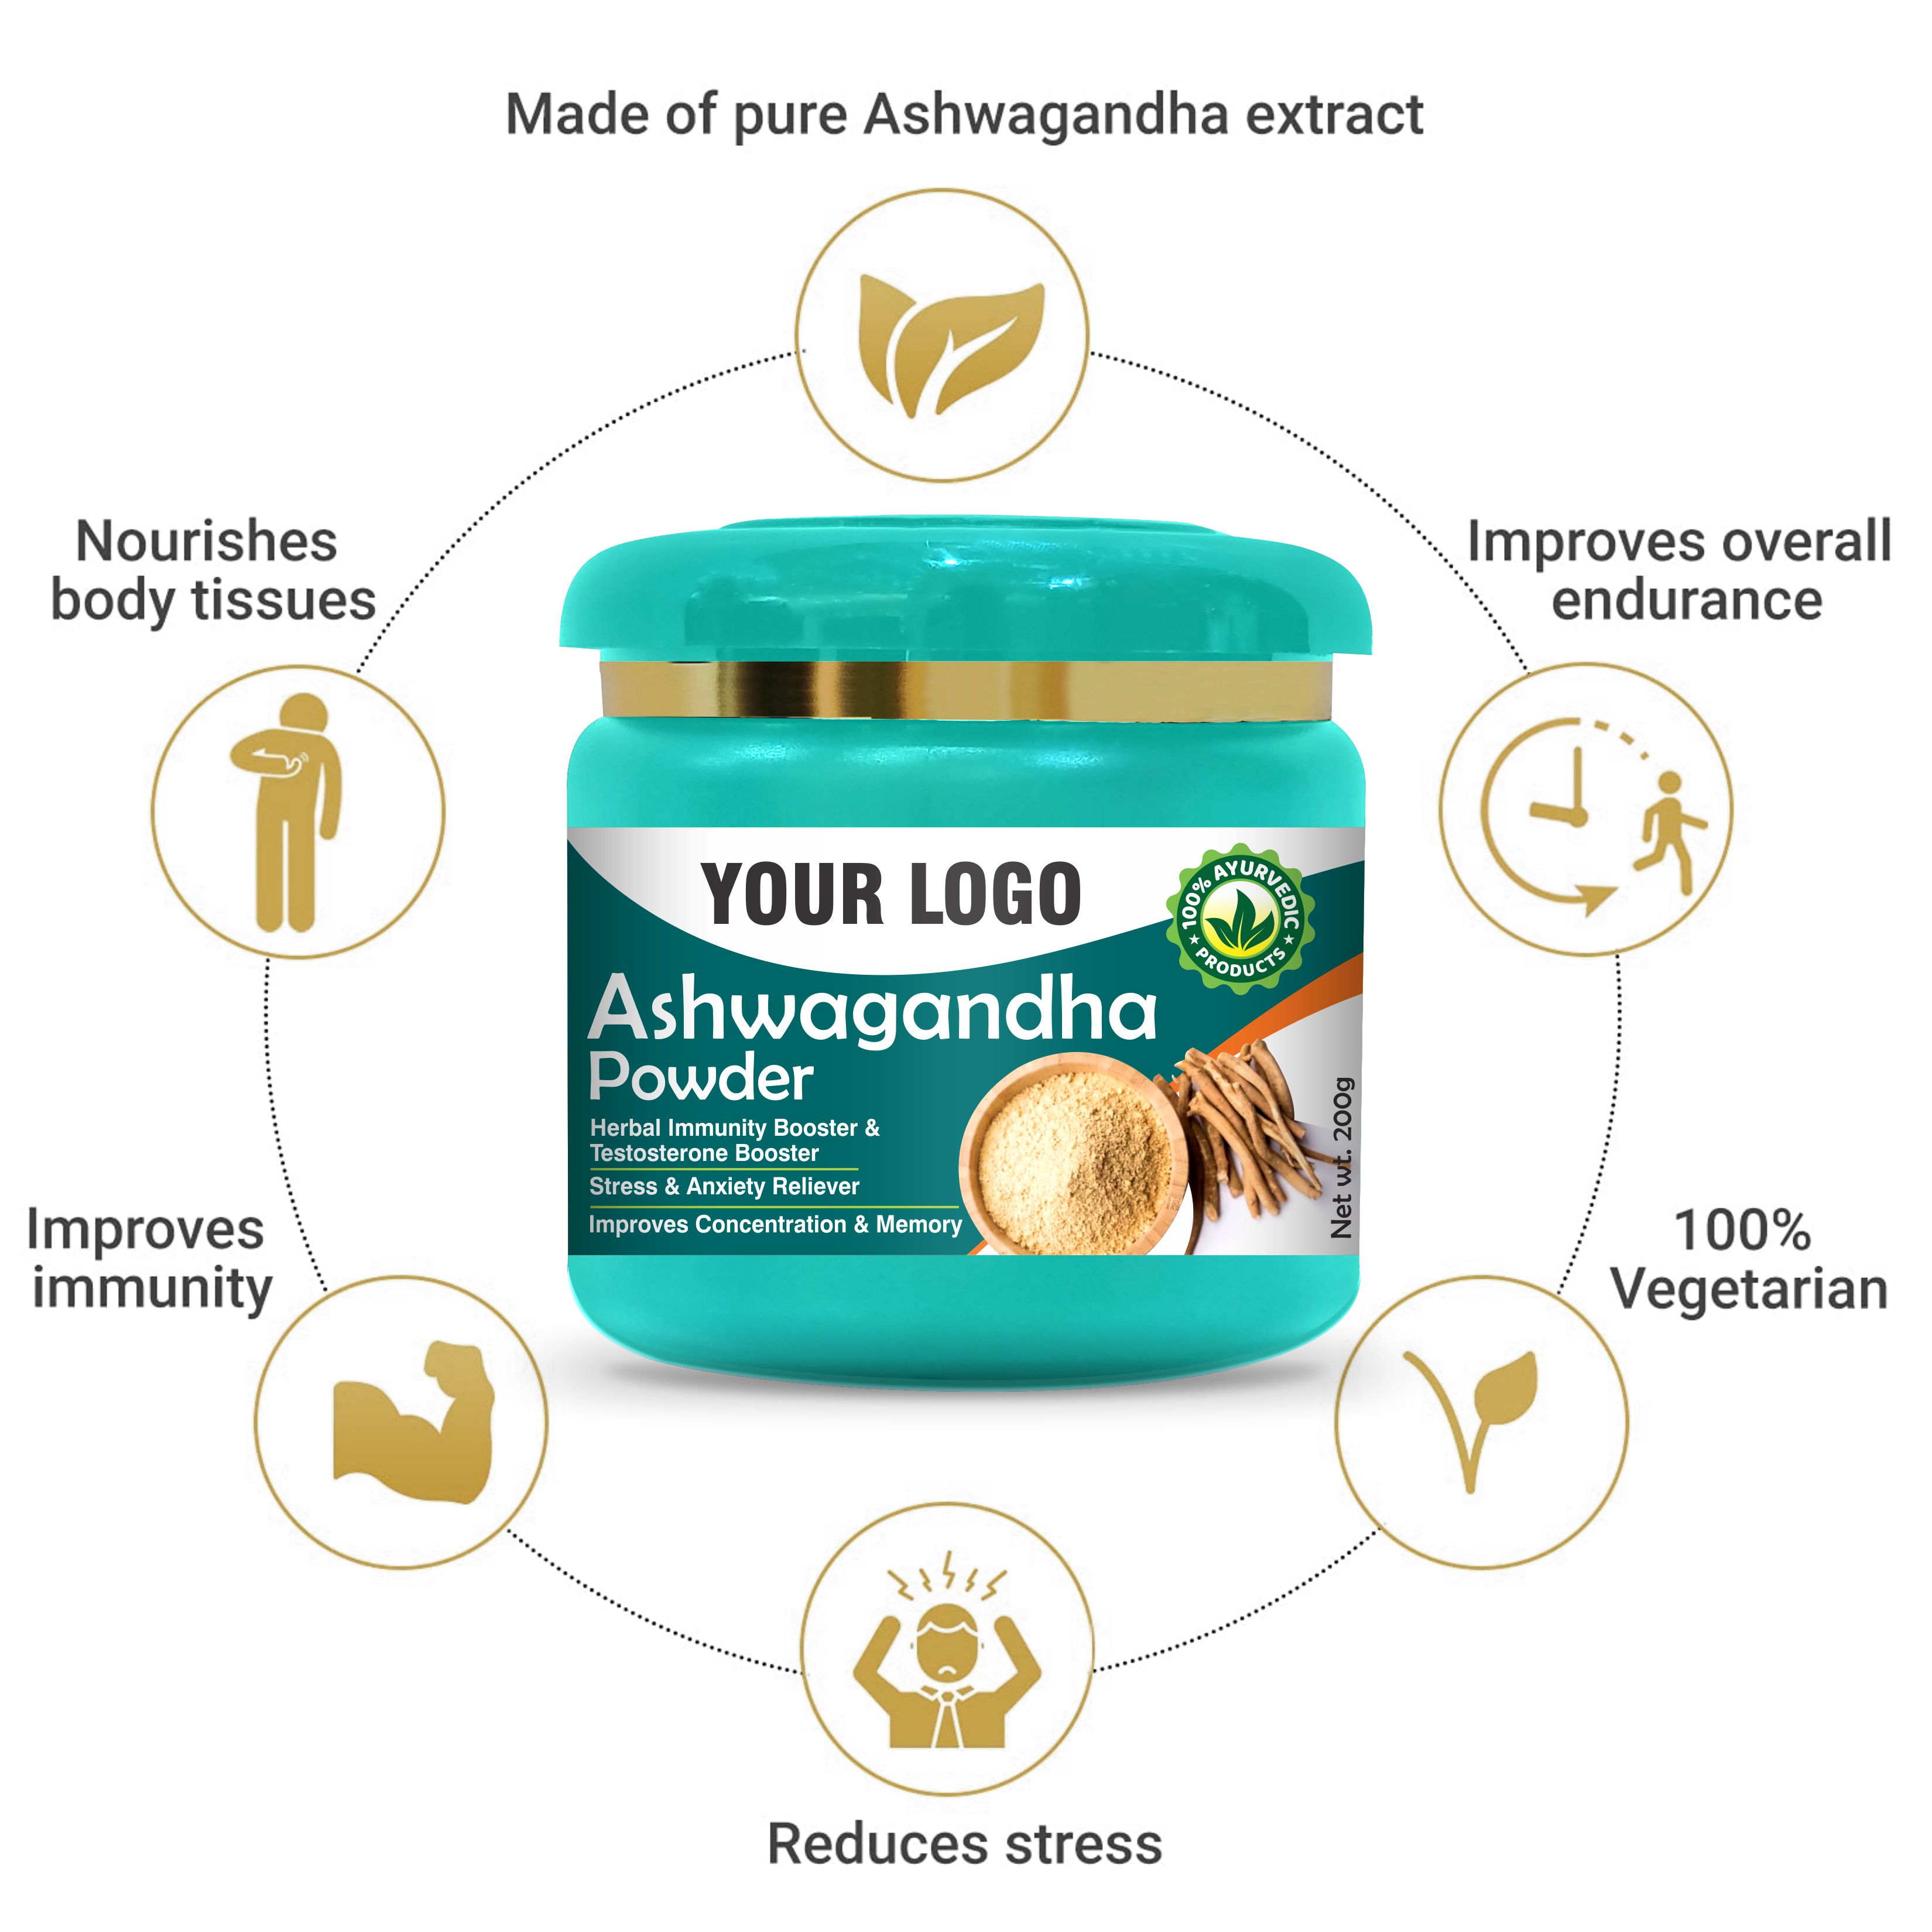 Made of pure Ashwagandha extract
Nourishes
body tissues
Improves overall
endurance
YOUR LOGO
100% AYURVEDIC
PRODUCTS
Ashwagandha
Powder
Herbal Immunity Booster &
Testosterone Booster
Stress & Anxiety Reliever
Improves Concentration & Memory
Net wt. 200g
Improves
immunity
100%
Vegetarian
Reduces stress